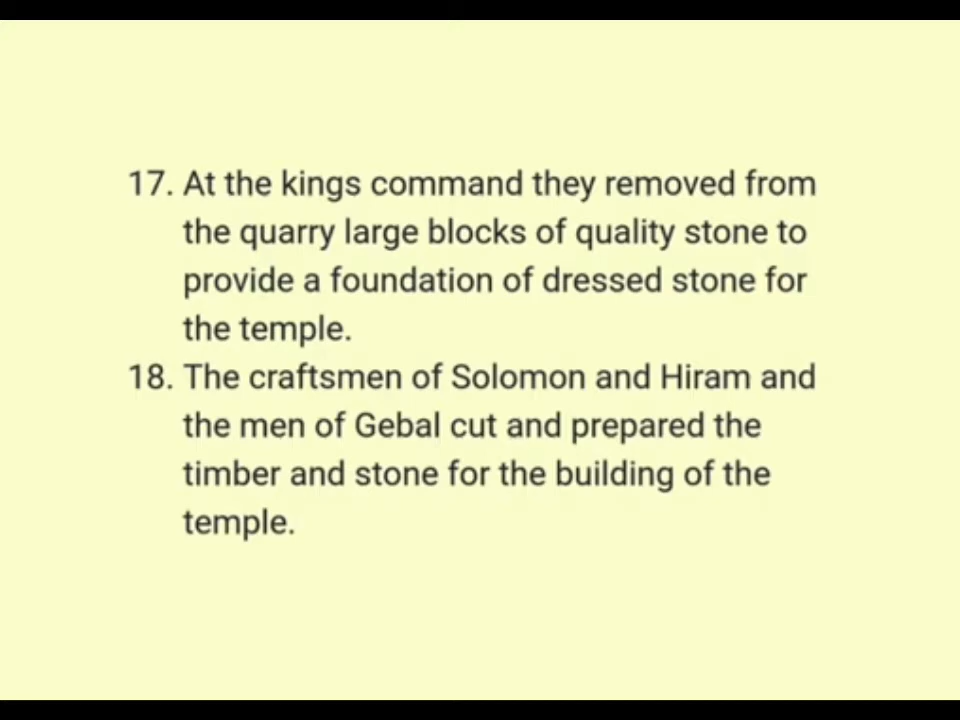 17. At the kings command they removed from
the quarry large blocks of quality stone to
provide a foundation of dressed stone for
the temple.
18. The craftsmen of Solomon and Hiram and
the men of Gebal cut and prepared the
timber and stone for the building of the
temple.